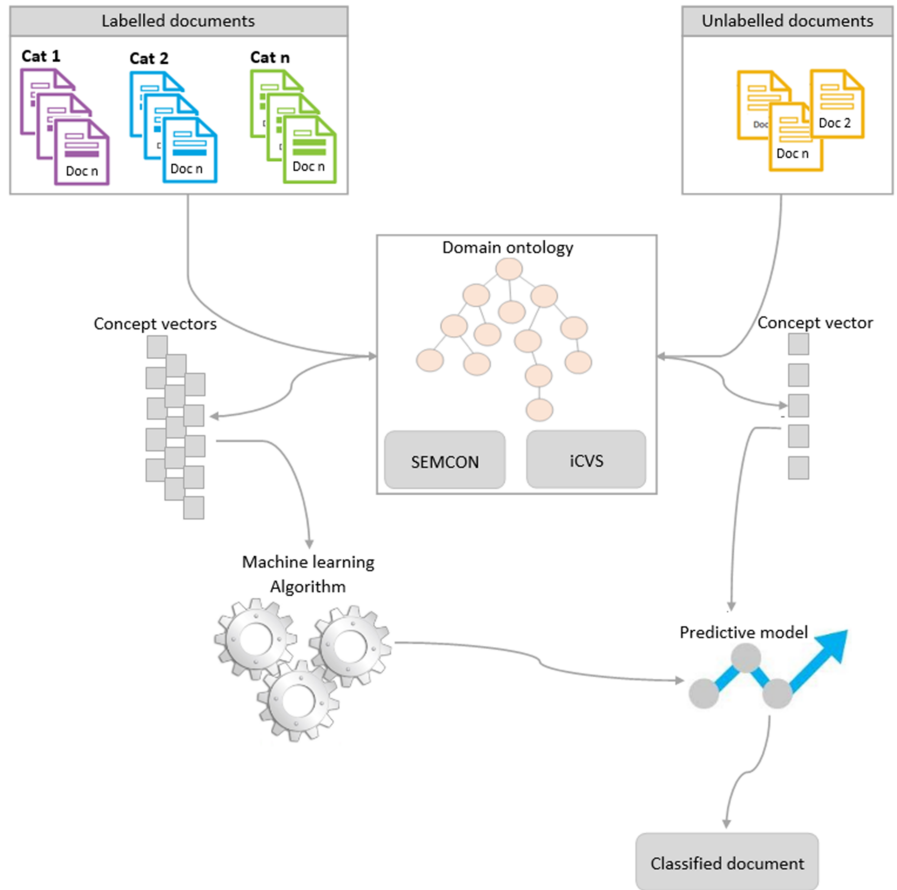 Labelled documents
Unlabelled documents
Cat 1
Cat 2
Cat n
Doc n
Doc n
Doc n
Doc
Doc n
Doc 2
Domain ontology
Concept vectors
Concept vector
SEMCON
iCVS
Machine learning
Algorithm
Predictive model
Classified document